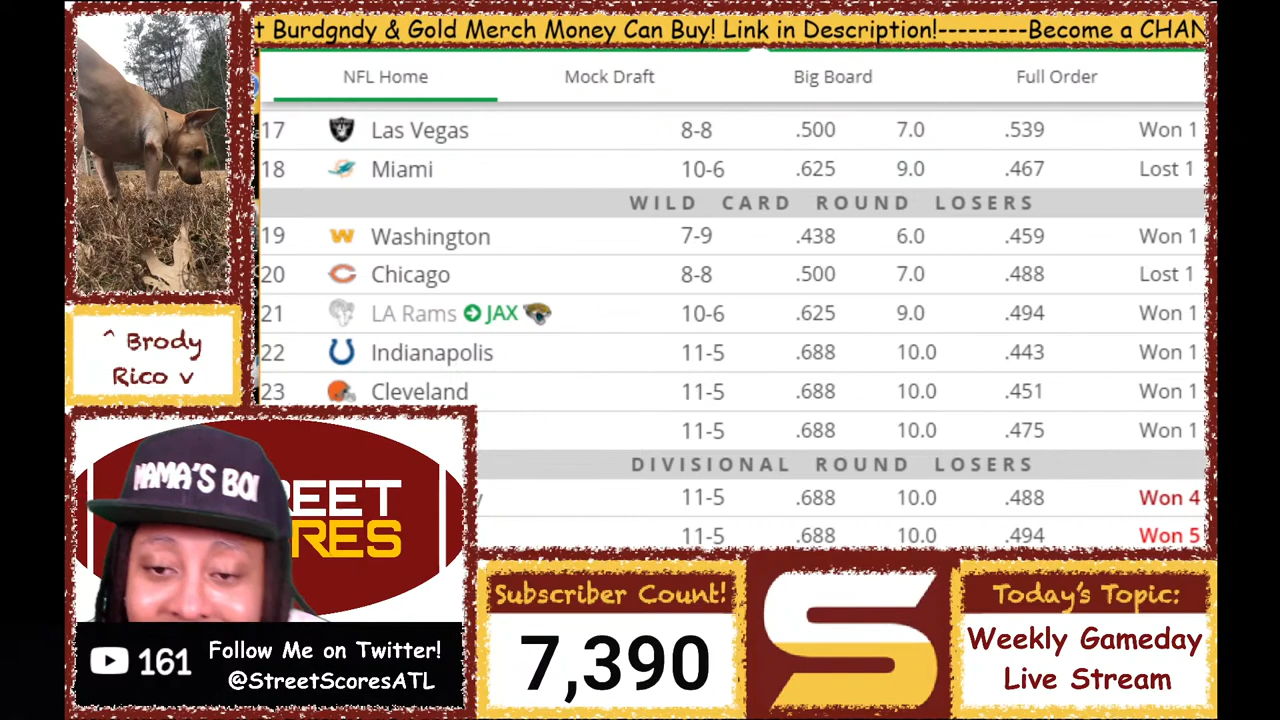 t Burdgndy & Gold Merch Money Can Buy! Link in Description!---------Become a CHAN
NFL Home Mock Draft Big Board Full Order
17 Las Vegas 8-8 .500 7.0 .539 Won 1
18 Miami 10-6 .625 9.0 .467 Lost 1
WILD CARD ROUND LOSERS
19 Washington 7-9 .438 6.0 .459 Won 1
20 Chicago 8-8 .500 7.0 .488 Lost 1
21 LA Rams JAX 10-6 .625 9.0 .494 Won 1
22 Indianapolis 11-5 .688 10.0 .443 Won 1
23 Cleveland 11-5 .688 10.0 .451 Won 1
11-5 .688 10.0 .475 Won 1
DIVISIONAL ROUND LOSERS
11-5 .688 10.0 .488 Won 4
11-5 .688 10.0 .494 Won 5
^ Brody
Rico v
MAMA'S BOI
REET
RES
161
Follow Me on Twitter!
@StreetScoresATL
Subscriber Count!
7,390
S
Today's Topic:
Weekly Gameday
Live Stream